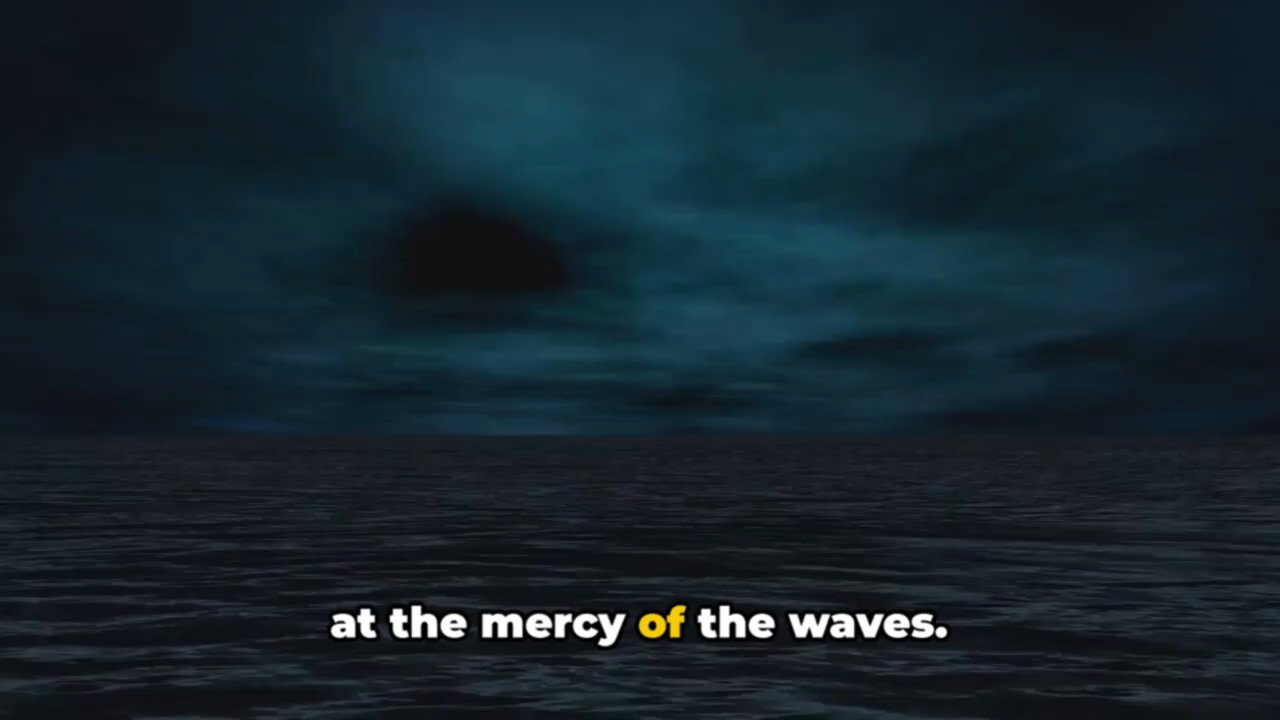 at the mercy of the waves.